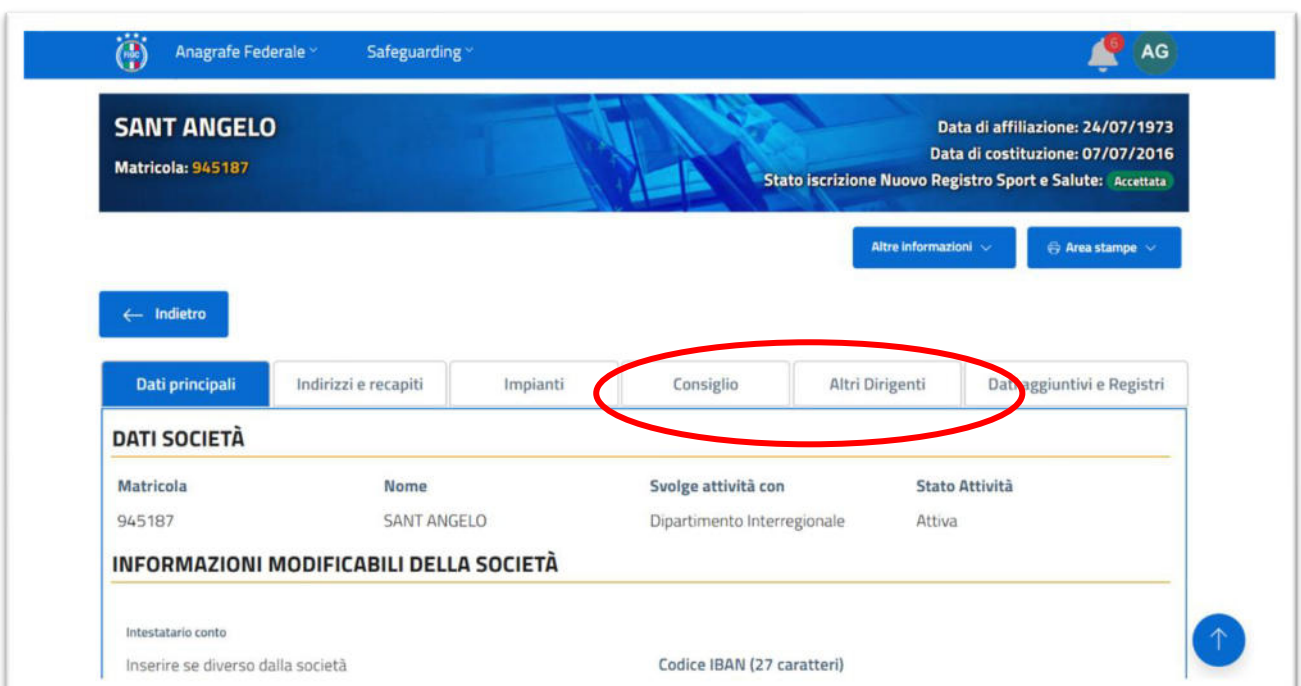 FIGC Anagrafe Federale Safeguarding 6 AG
SANT ANGELO
Matricola: 945187
Data di affiliazione: 24/07/1973
Data di costituzione: 07/07/2016
Stato iscrizione Nuovo Registro Sport e Salute: Accettata
Altre informazioni Area stampe
Indietro
Dati principali Indirizzi e recapiti Impianti Consiglio Altri Dirigenti Dati aggiuntivi e Registri
DATI SOCIETÀ
Matricola Nome Svolge attività con Stato Attività
945187 SANT ANGELO Dipartimento Interregionale Attiva
INFORMAZIONI MODIFICABILI DELLA SOCIETÀ
Intestatario conto
Inserire se diverso dalla società Codice IBAN (27 caratteri)